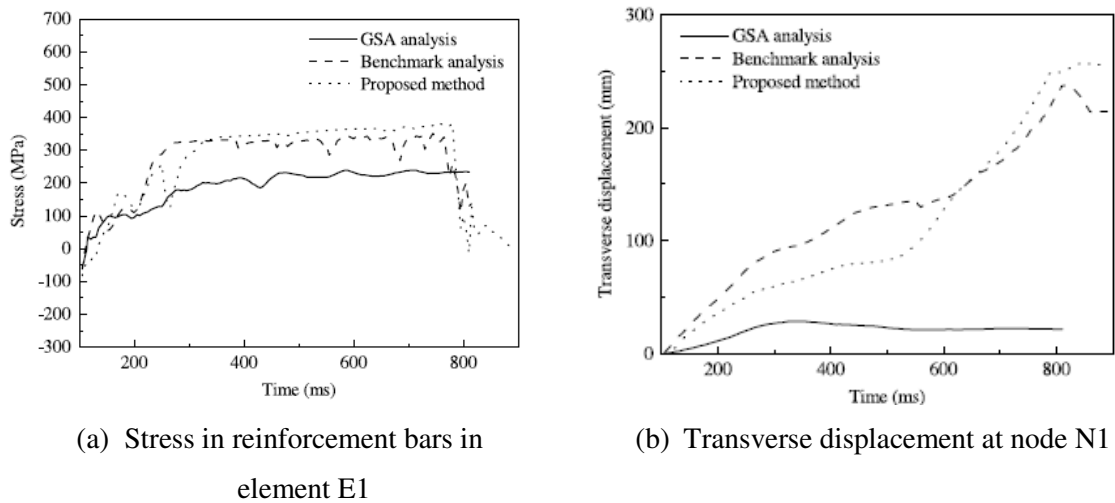 700
600
500
400
300
200
100
0
-100
-200
-300
Stress (MPa)
GSA analysis
Benchmark analysis
Proposed method
200
400
600
800
Time (ms)
(a) Stress in reinforcement bars in
element E1
300
200
100
0
Transverse displacement (mm)
GSA analysis
Benchmark analysis
Proposed method
200
400
600
800
Time (ms)
(b) Transverse displacement at node N1